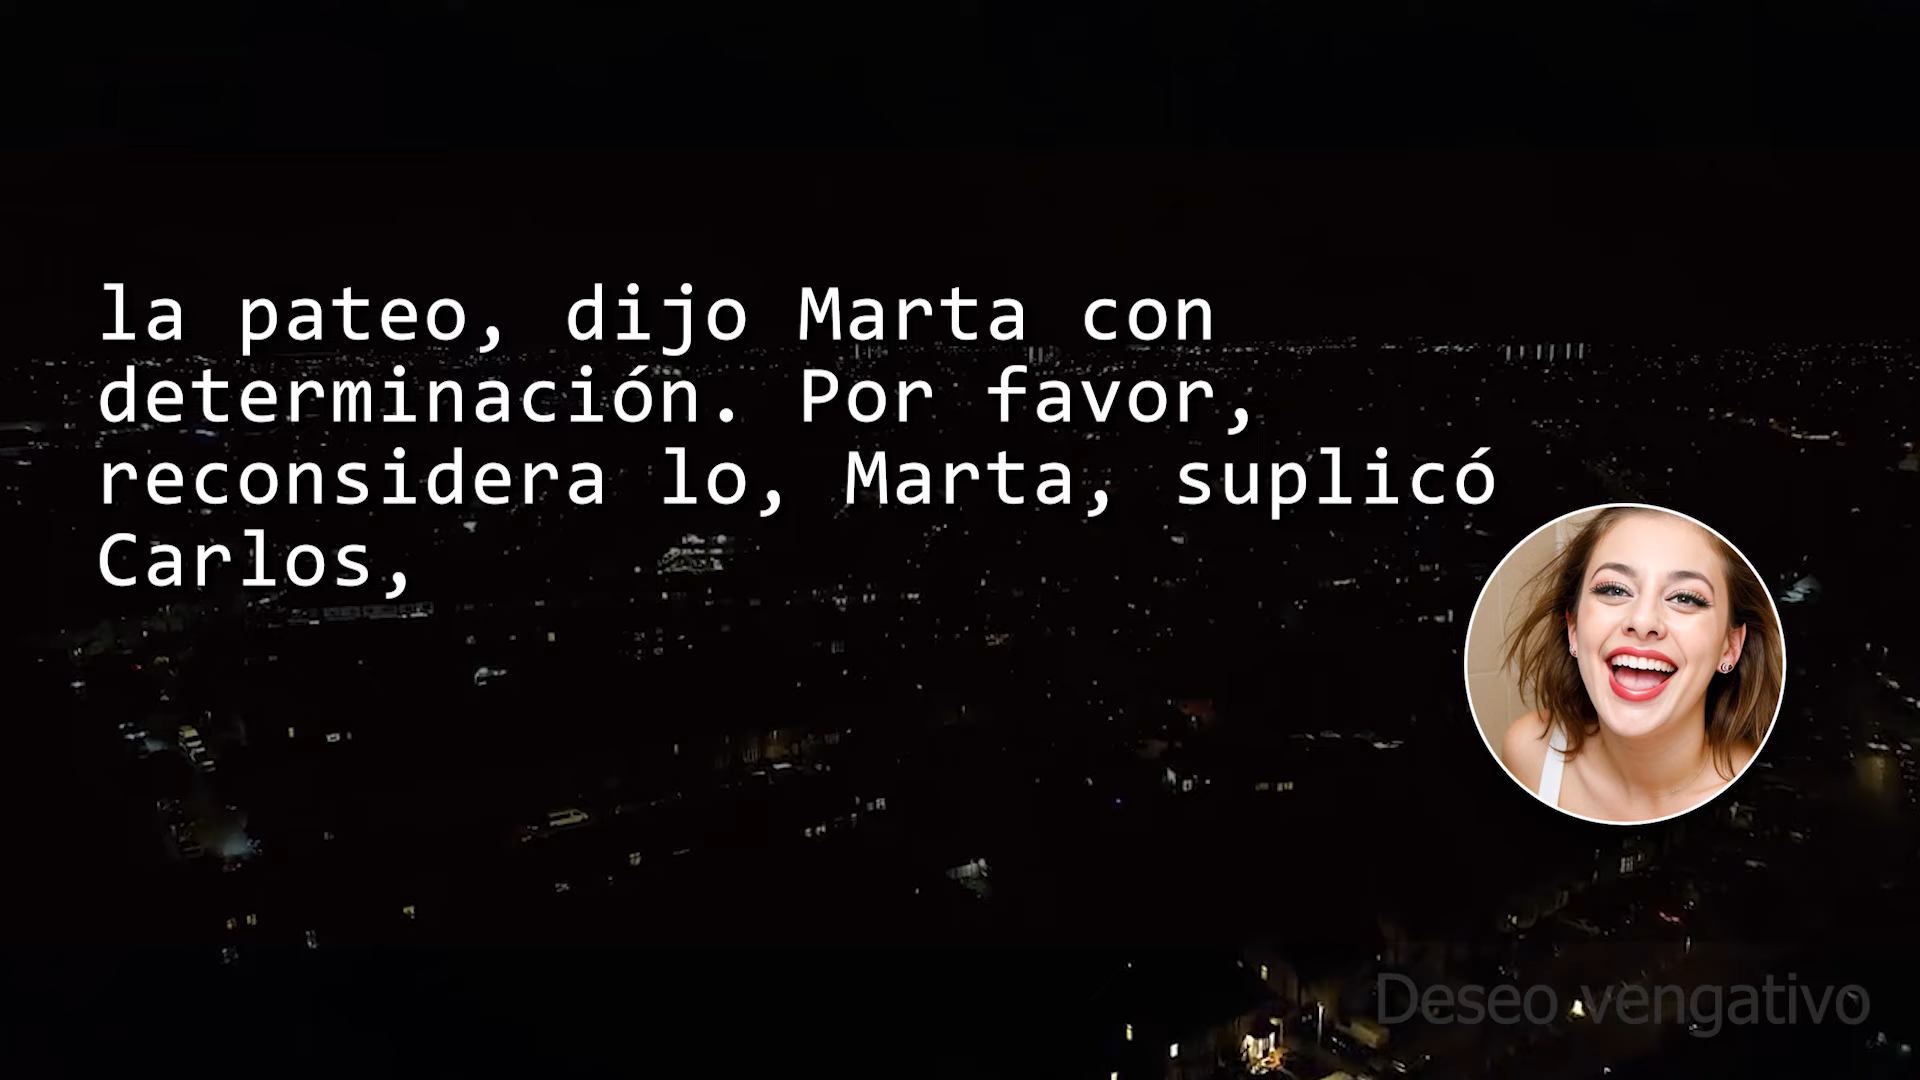 la pateo, dijo Marta con
determinación. Por favor,
reconsidera lo, Marta, suplicó
Carlos,
Deseo vengativo